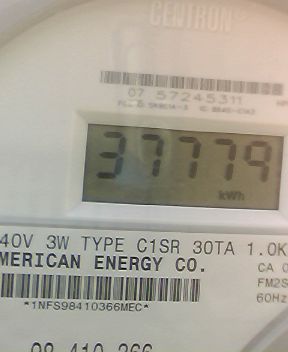 CENTRON®
07 57245311
37779
kWh
40V 3W TYPE C1SR 30TA 1.0K
MERICAN ENERGY CO.
CA 0
FM2S
60Hz
*1NFS98410366MEC*
98 410 366